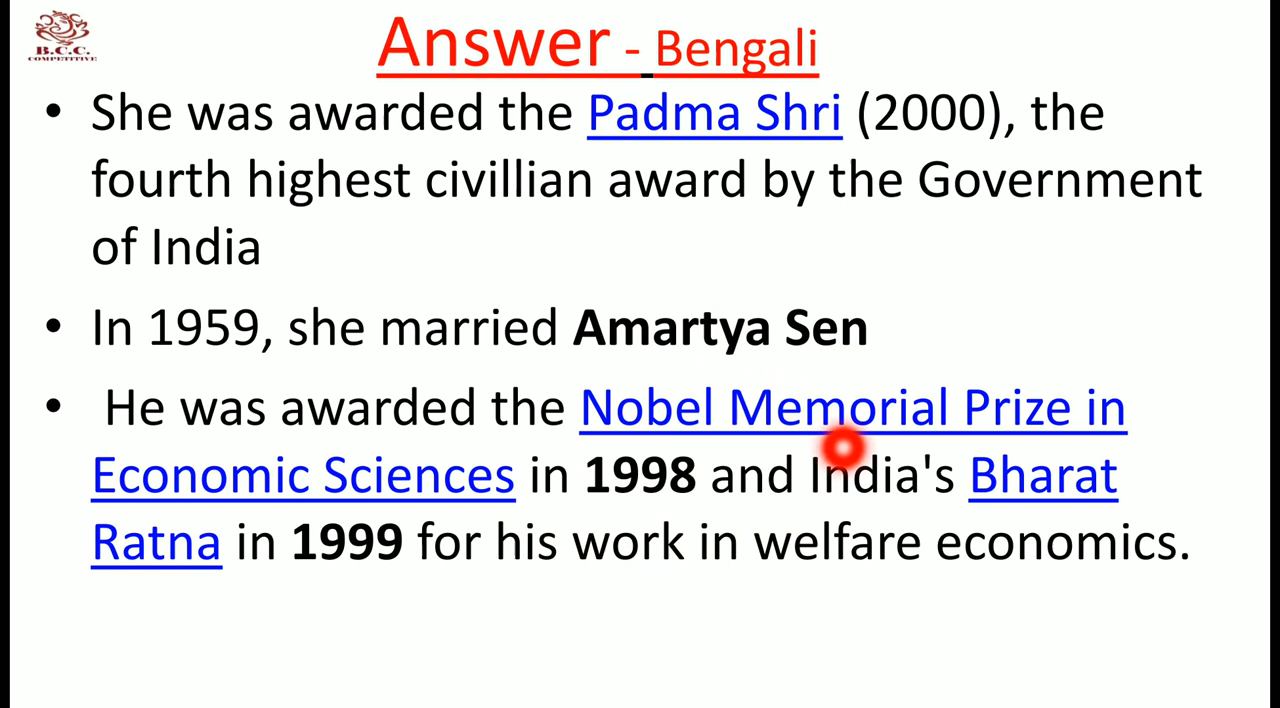 B.C.C.
COMPETITIVE
Answer - Bengali
• She was awarded the Padma Shri (2000), the
fourth highest civillian award by the Government
of India
• In 1959, she married Amartya Sen
• He was awarded the Nobel Memorial Prize in
Economic Sciences in 1998 and India's Bharat
Ratna in 1999 for his work in welfare economics.